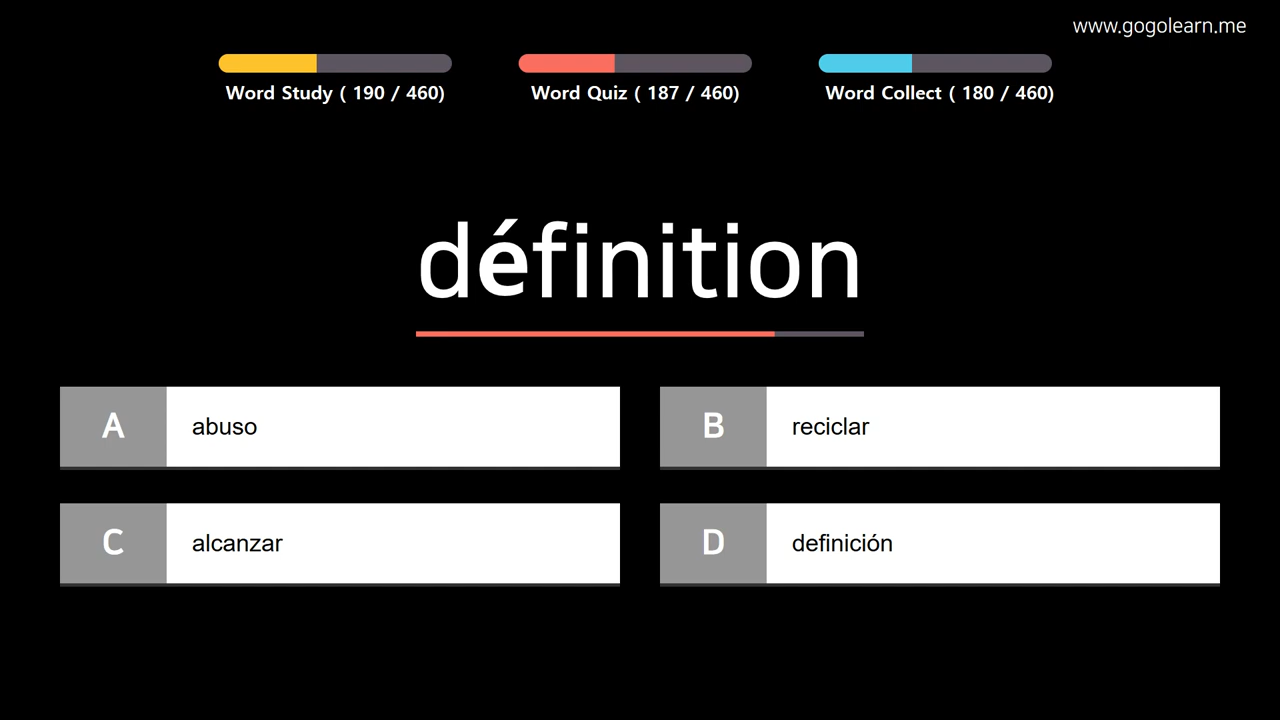 www.gogolearn.me
Word Study ( 190 / 460)
Word Quiz ( 187 / 460)
Word Collect ( 180 / 460)
définition
A abuso
B reciclar
C alcanzar
D definición